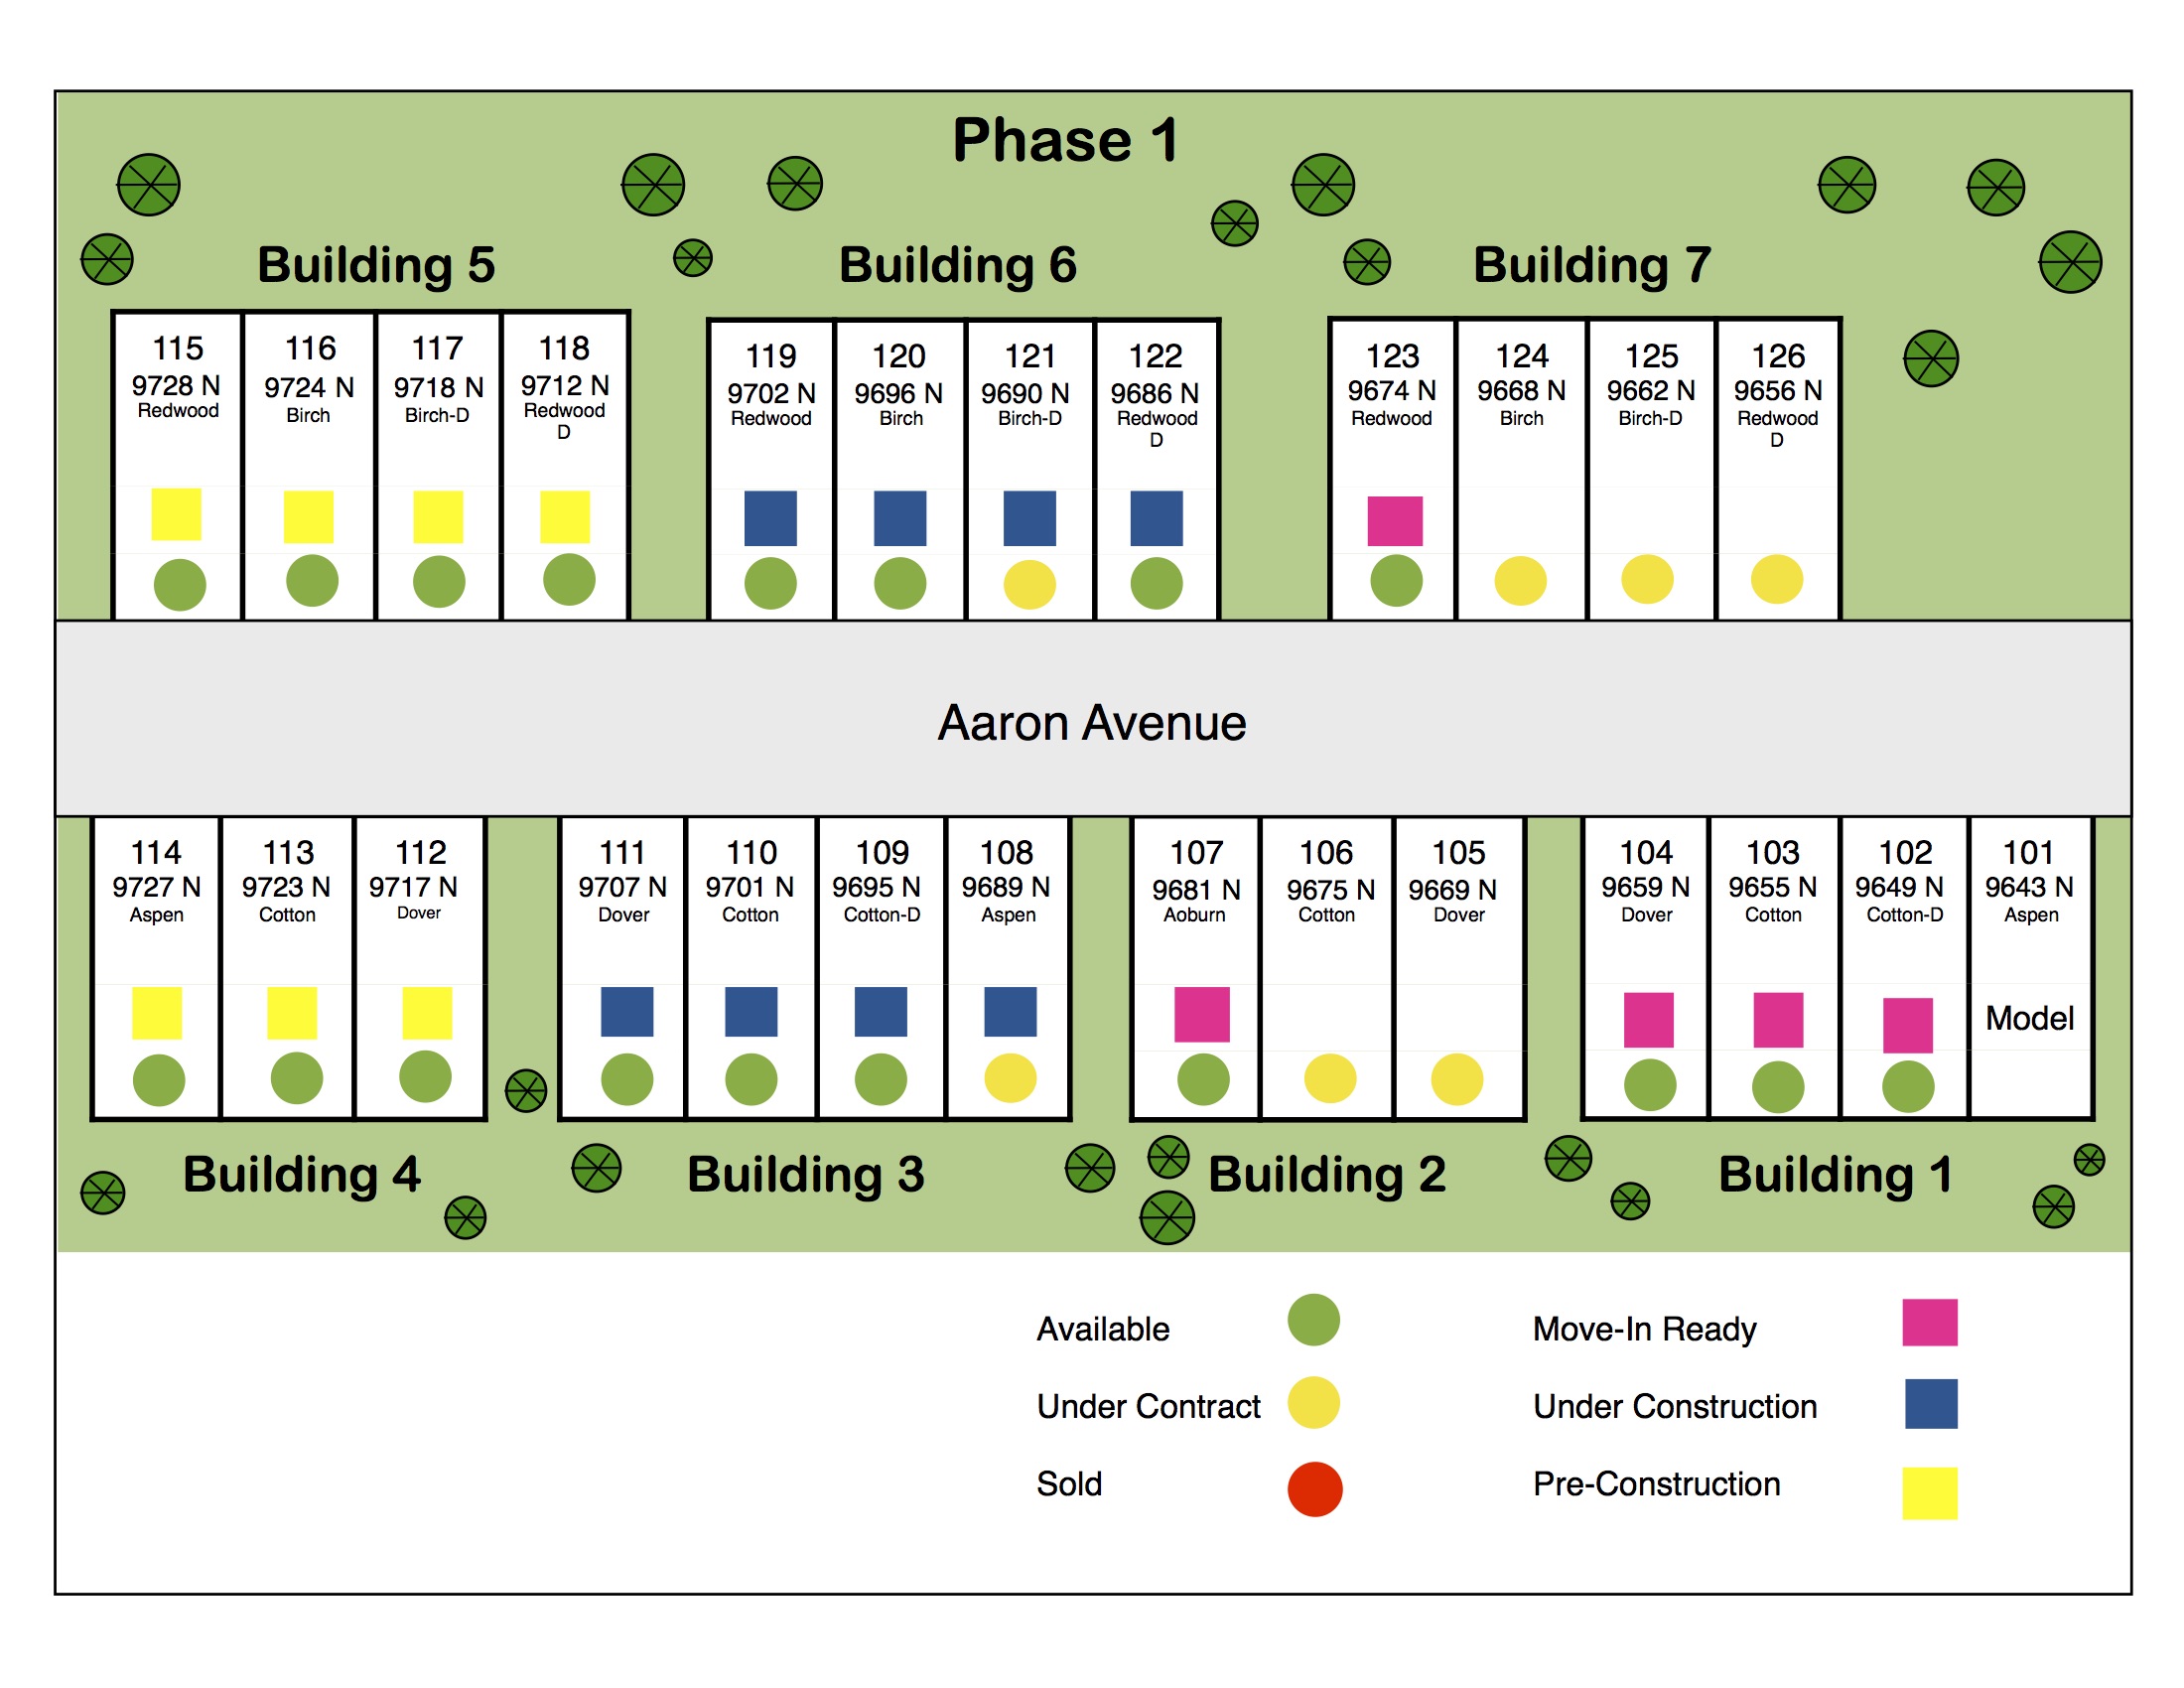 Phase 1
Building 5
Building 6
Building 7
115
9728 N
Redwood
116
9724 N
Birch
117
9718 N
Birch-D
118
9712 N
Redwood
D
119
9702 N
Redwood
120
9696 N
Birch
121
9690 N
Birch-D
122
9686 N
Redwood
D
123
9674 N
Redwood
124
9668 N
Birch
125
9662 N
Birch-D
126
9656 N
Redwood
D
Aaron Avenue
114
9727 N
Aspen
113
9723 N
Cotton
112
9717 N
Dover
111
9707 N
Dover
110
9701 N
Cotton
109
9695 N
Cotton-D
108
9689 N
Aspen
107
9681 N
Aoburn
106
9675 N
Cotton
105
9669 N
Dover
104
9659 N
Dover
103
9655 N
Cotton
102
9649 N
Cotton-D
101
9643 N
Aspen
Model
Building 4
Building 3
Building 2
Building 1
Available
Under Contract
Sold
Move-In Ready
Under Construction
Pre-Construction